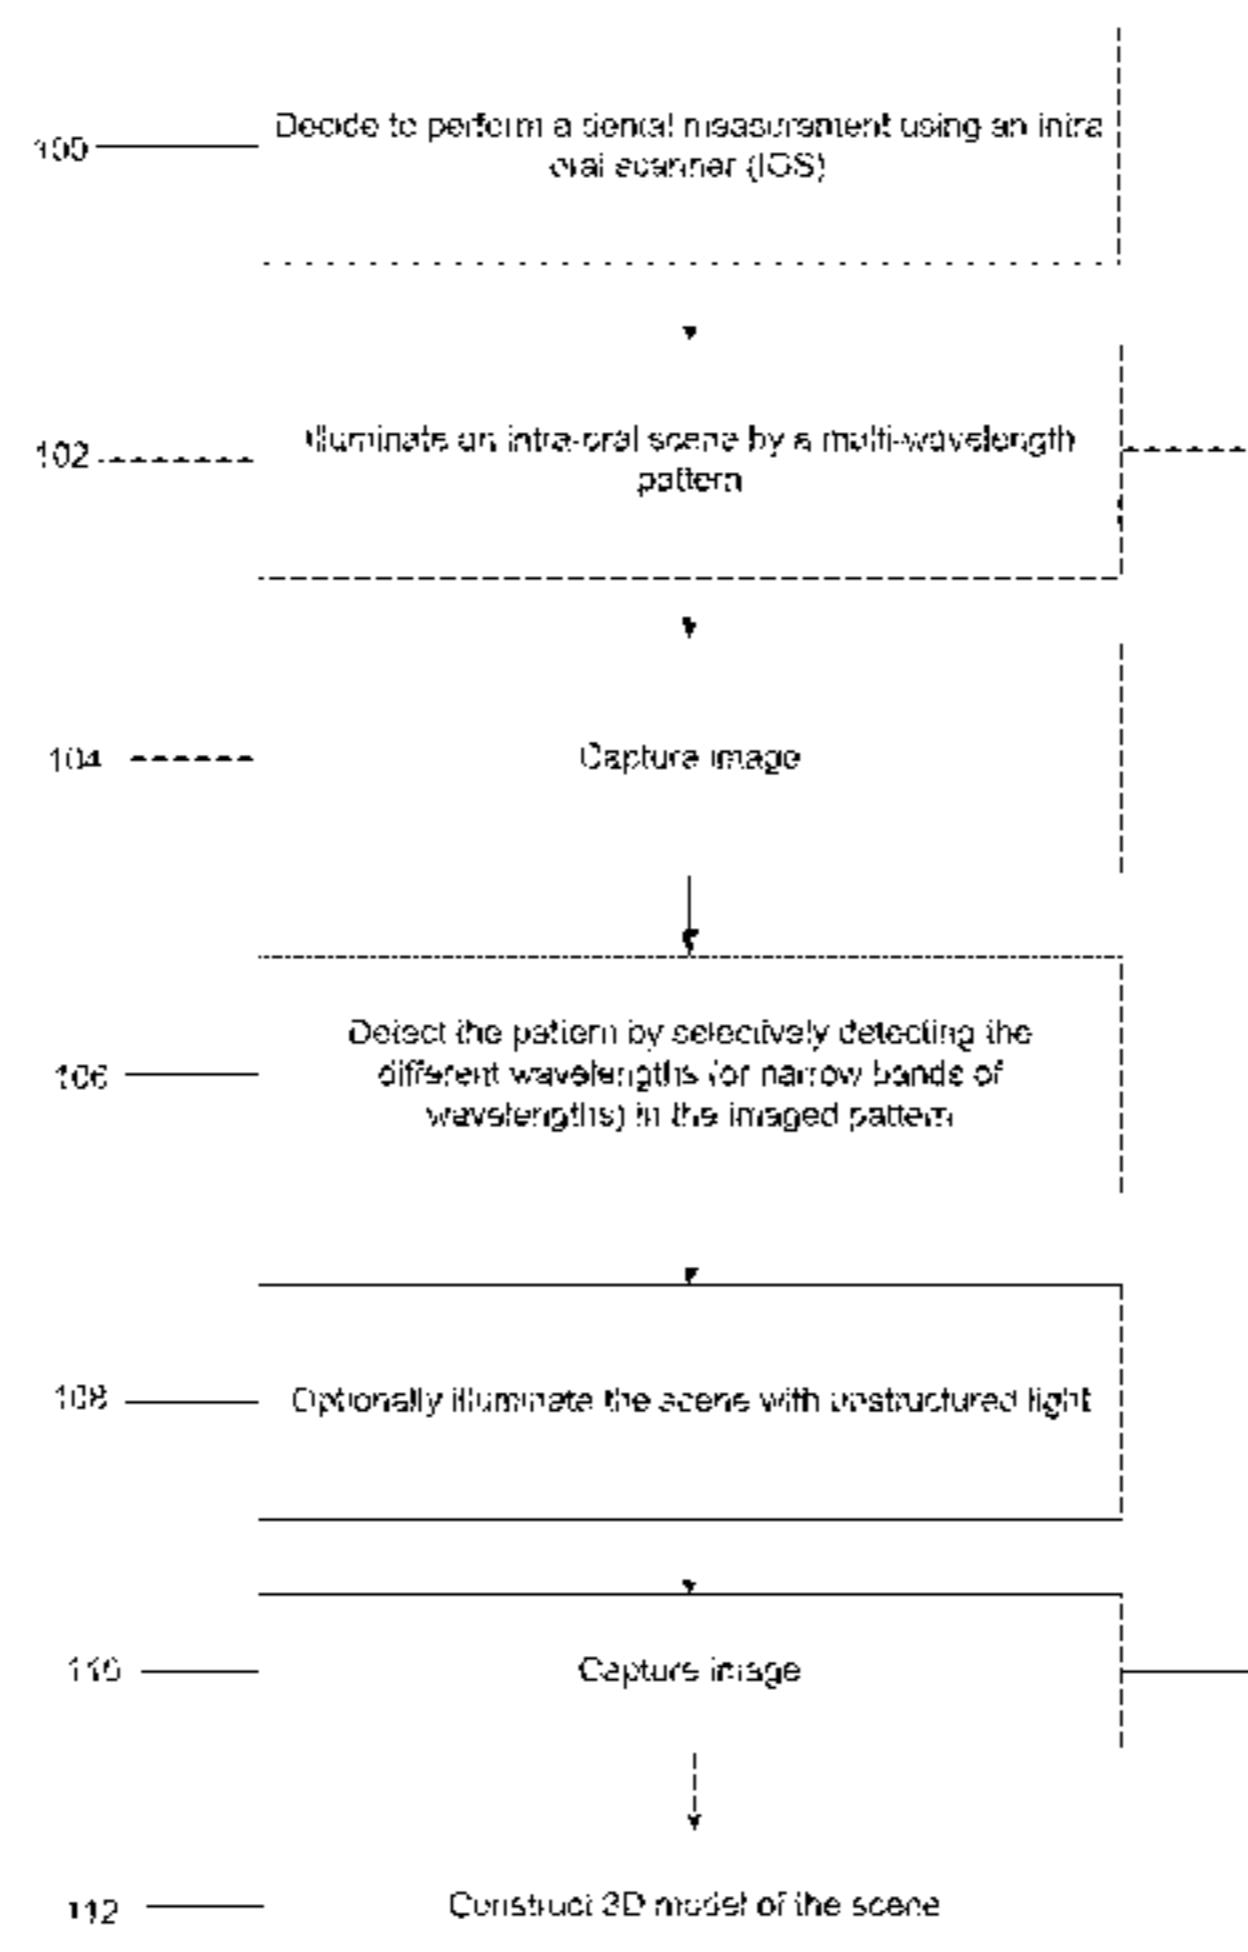 100
Decide to perform a dental measurement using an intra
oral scanner (IOS)
102
Illuminate an intra-oral scene by a multi-wavelength
pattern
104
Capture image
106
Detect the pattern by selectively detecting the
different wavelengths (or narrow bands of
wavelengths) in the imaged pattern
108
Optionally illuminate the scene with unstructured light
110
Capture image
112
Construct 3D model of the scene